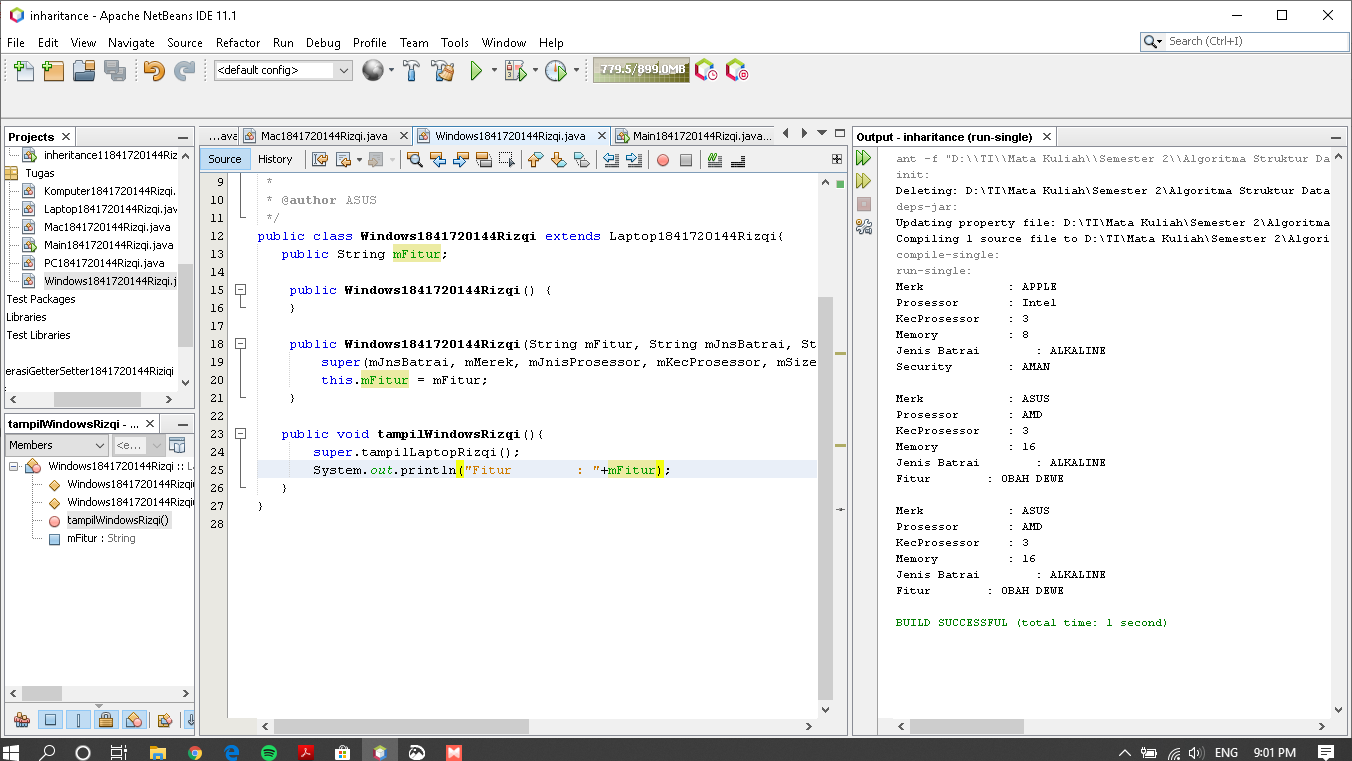 inharitance - Apache NetBeans IDE 11.1
File Edit View Navigate Source Refactor Run Debug Profile Team Tools Window Help
Search (Ctrl+I)
<default config>
779.5/899.0MB
Projects
inheritance11841720144Riz
Tugas
Komputer1841720144Rizqi.
Laptop1841720144Rizqi.jav
Mac1841720144Rizqi.java
Main1841720144Rizqi.java
PC1841720144Rizqi.java
Windows1841720144Rizqi.j
Test Packages
Libraries
Test Libraries
erasiGetterSetter1841720144Riziqi
tampilWindowsRizqi - ...
Members
<e...
Windows1841720144Rizqi :: L
Windows1841720144Rizqi
Windows1841720144Rizqi
tampilWindowsRizqi()
mFitur : String
...ava
Mac1841720144Rizqi.java
Windows1841720144Rizqi.java
Main1841720144Rizqi.java...
Source History
9 *
10 * @author ASUS
11 */
12 public class Windows1841720144Rizqi extends Laptop1841720144Rizqi{
13 public String mFitur;
14
15 public Windows1841720144Rizqi() {
16 }
17
18 public Windows1841720144Rizqi(String mFitur, String mJnsBatrai, St
19 super(mJnsBatrai, mMerek, mJnisProsessor, mKecProsessor, mSize
20 this.mFitur = mFitur;
21 }
22
23 public void tampilWindowsRizqi(){
24 super.tampilLaptopRizqi();
25 System.out.println("Fitur : "+mFitur);
26 }
27 }
28
Output - inharitance (run-single)
ant -f "D:\\TI\\Mata Kuliah\\Semester 2\\Algoritma Struktur Da
init:
Deleting: D:\TI\Mata Kuliah\Semester 2\Algoritma Struktur Data
deps-jar:
Updating property file: D:\TI\Mata Kuliah\Semester 2\Algoritma
Compiling 1 source file to D:\TI\Mata Kuliah\Semester 2\Algori
compile-single:
run-single:
Merk : APPLE
Prosessor : Intel
KecProsessor : 3
Memory : 8
Jenis Batrai : ALKALINE
Security : AMAN
Merk : ASUS
Prosessor : AMD
KecProsessor : 3
Memory : 16
Jenis Batrai : ALKALINE
Fitur : OBAH DEWE
Merk : ASUS
Prosessor : AMD
KecProsessor : 3
Memory : 16
Jenis Batrai : ALKALINE
Fitur : OBAH DEWE
BUILD SUCCESSFUL (total time: 1 second)
ENG 9:01 PM